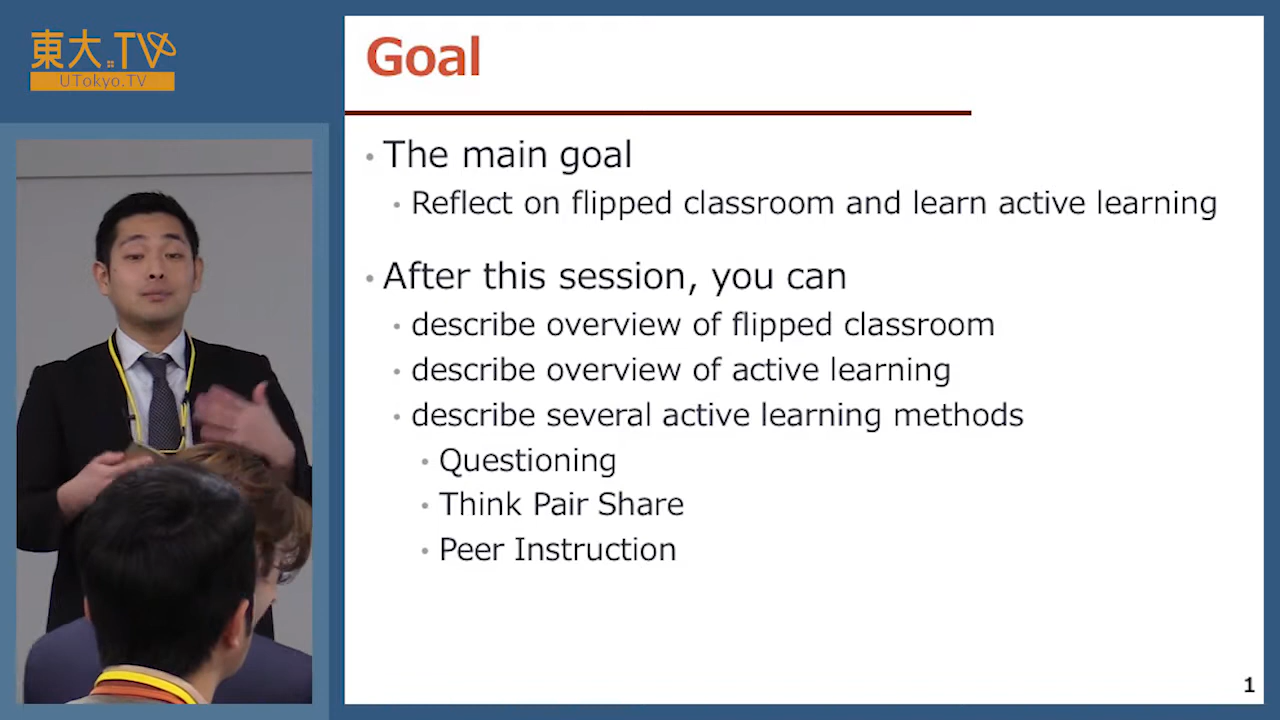 東大.TV
UTokyo.TV
Goal
• The main goal
• Reflect on flipped classroom and learn active learning
• After this session, you can
• describe overview of flipped classroom
• describe overview of active learning
• describe several active learning methods
• Questioning
• Think Pair Share
• Peer Instruction
1